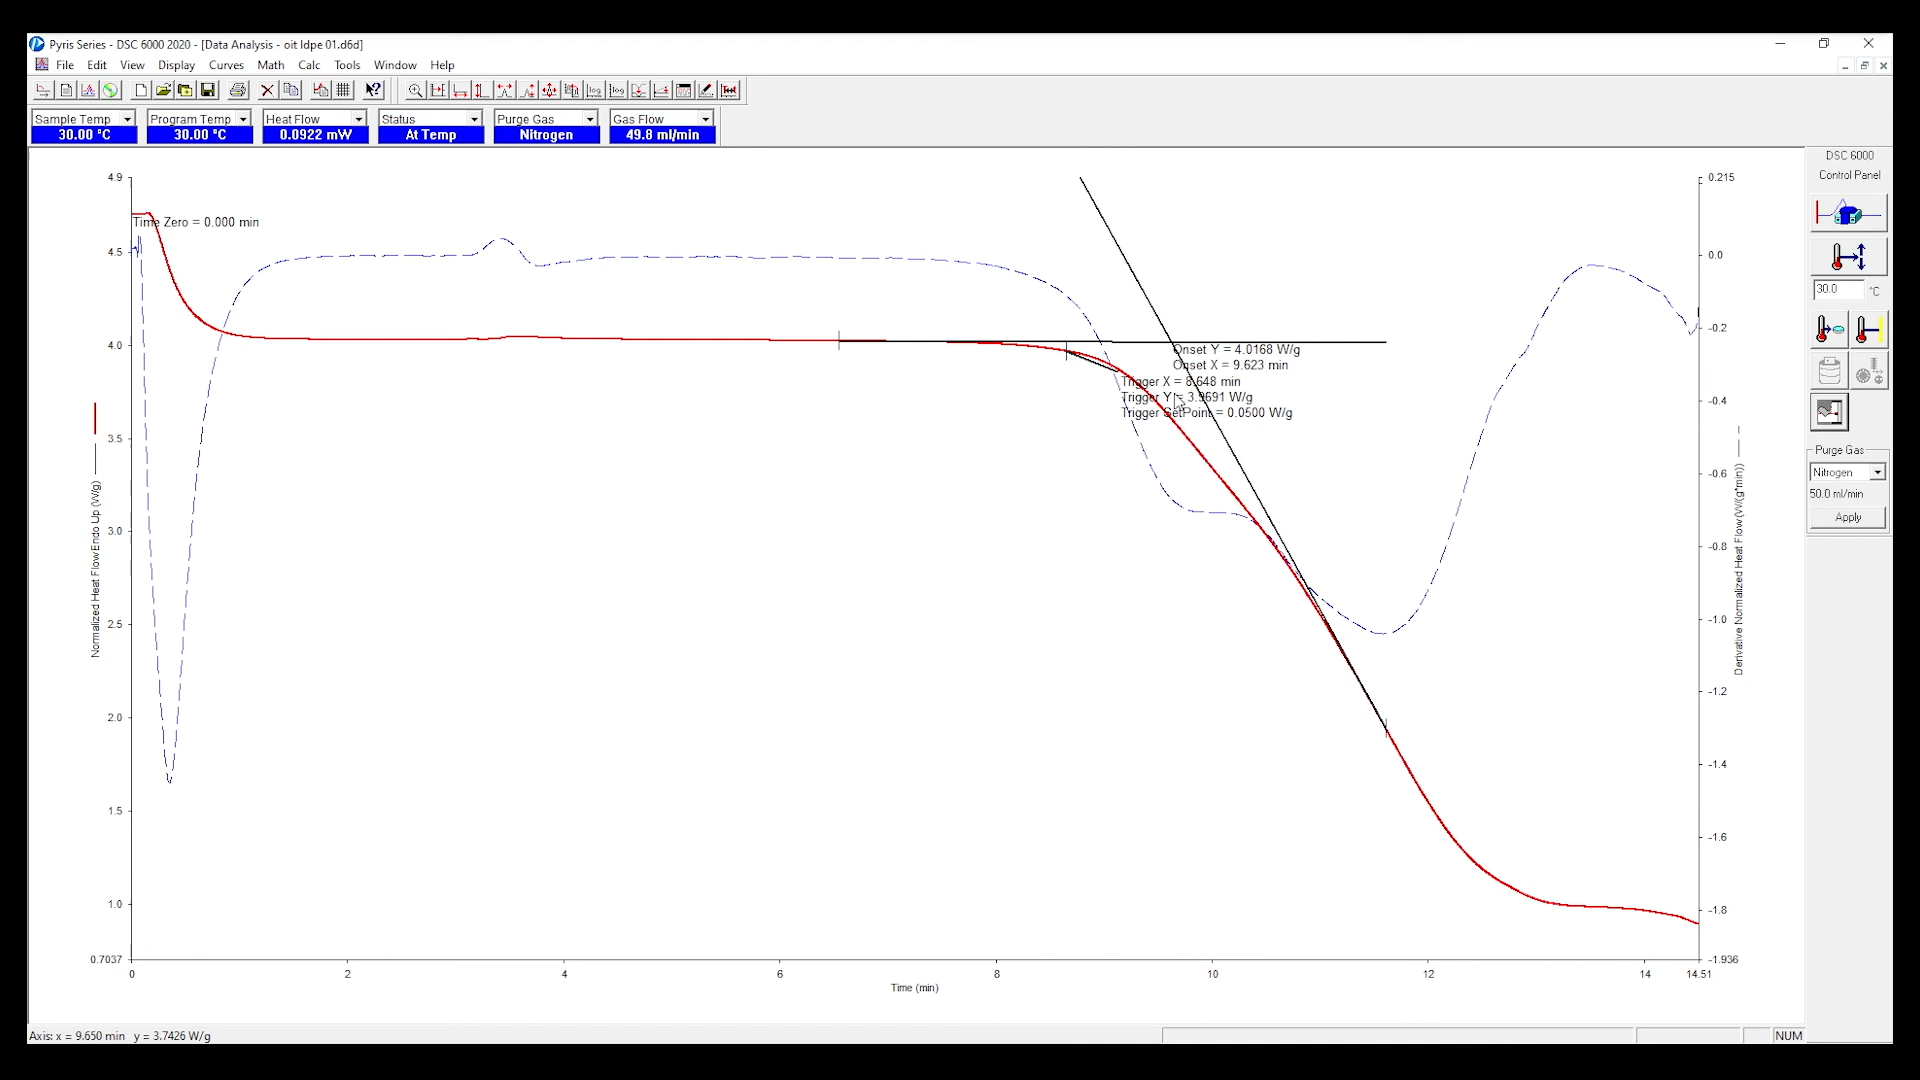 Pyris Series - DSC 6000 2020 - [Data Analysis - oit ldpe 01.d6d]
File Edit View Display Curves Math Calc Tools Window Help
Sample Temp Program Temp Heat Flow Status Purge Gas Gas Flow
30.00 °C 30.00 °C 0.0922 mW At Temp Nitrogen 49.8 ml/min
DSC 6000
Control Panel
30.0 °C
Purge Gas
Nitrogen
50.0 ml/min
Apply
4.9
4.5
4.0
3.5
3.0
2.5
2.0
1.5
1.0
0.7037
Normalized Heat Flow Endo Up (W/g)
Time Zero = 0.000 min
Onset Y = 4.0168 W/g
Onset X = 9.623 min
Trigger X = 8.648 min
Trigger Y = 3.9691 W/g
Trigger SetPoint = 0.0500 W/g
0.215
0.0
-0.2
-0.4
-0.6
-0.8
-1.0
-1.2
-1.4
-1.6
-1.8
-1.936
Derivative Normalized Heat Flow (W/(g*min))
0 2 4 6 8 10 12 14 14.51
Time (min)
Axis: x = 9.650 min y = 3.7426 W/g
NUM